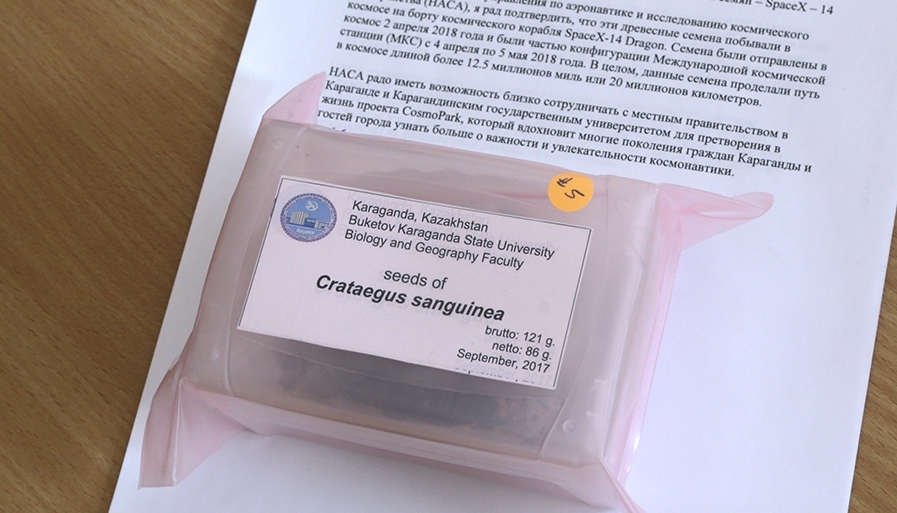 семян – SpaceX – 14
управления по аэронавтике и исследованию космического
(НАСА), я рад подтвердить, что эти древесные семена побывали в
космосе на борту космического корабля SpaceX-14 Dragon. Семена были отправлены в
космос 2 апреля 2018 года и были частью конфигурации Международной космической
станции (МКС) с 4 апреля по 5 мая 2018 года. В целом, данные семена проделали путь
в космосе длиной более 12.5 миллионов миль или 20 миллионов километров.
НАСА радо иметь возможность близко сотрудничать с местным правительством в
Караганде и Карагандинским государственным университетом для претворения в
жизнь проекта CosmoPark, который вдохновит многие поколения граждан Караганды и
гостей города узнать больше о важности и увлекательности космонавтики.
#5
Karaganda, Kazakhstan
Buketov Karaganda State University
Biology and Geography Faculty
seeds of
Crataegus sanguinea
brutto: 121 g.
netto: 86 g.
September, 2017